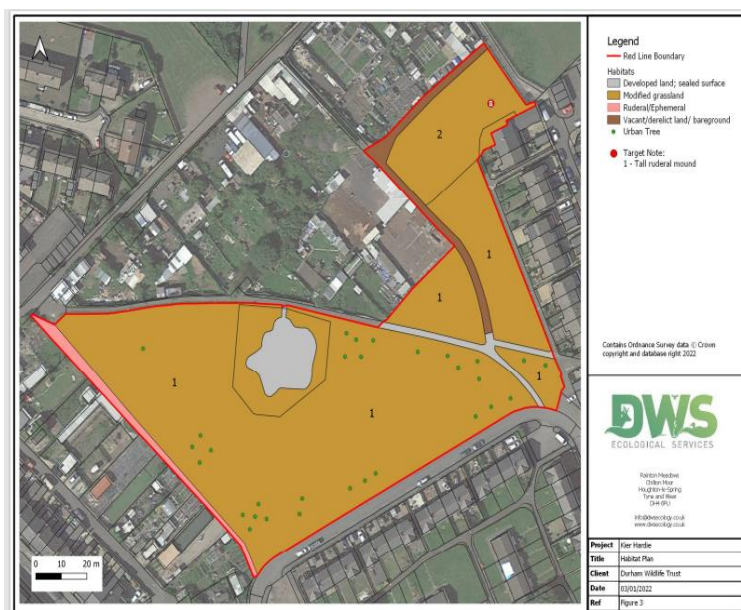 2
1
1
1
1
1
0 10 20 m
Legend
Red Line Boundary
Habitats
Developed land; sealed surface
Modified grassland
Ruderal/Ephemeral
Vacant/derelict land/ bareground
Urban Tree
Target Note:
1 - Tall ruderal mound
Contains Ordnance Survey data © Crown
copyright and database right 2022
DWS
ECOLOGICAL SERVICES
Rainton Meadows
Chilton Moor
Houghton-le-Spring
Tyne and Wear
DH4 6PU
info@dwsecology.co.uk
www.dwsecology.co.uk
Project Kier Hardie
Title Habitat Plan
Client Durham Wildlife Trust
Date 03/01/2022
Ref Figure 3